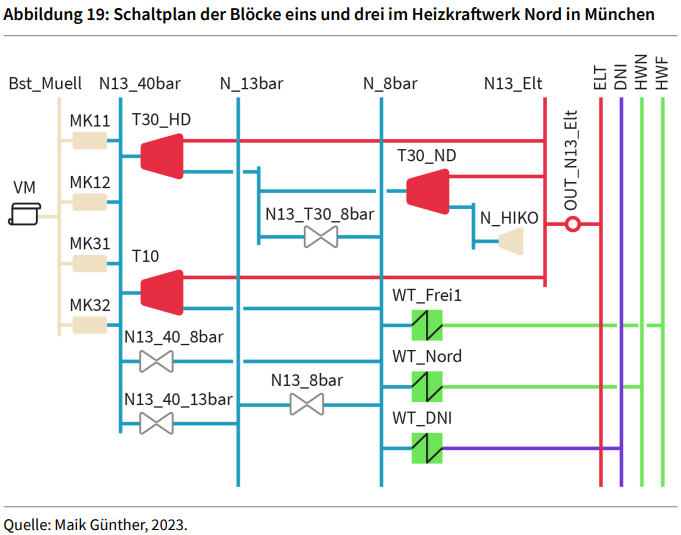 Abbildung 19: Schaltplan der Blöcke eins und drei im Heizkraftwerk Nord in München
Bst_Muell N13_40bar N_13bar N_8bar N13_Elt ELT DNI HWN HWF
MK11 T30_HD
OUT_N13_Elt
T30_ND
VM MK12
N13_T30_8bar N_HIKO
MK31 T10
WT_Frei1
MK32
N13_40_8bar
WT_Nord
N13_8bar
N13_40_13bar
WT_DNI
Quelle: Maik Günther, 2023.